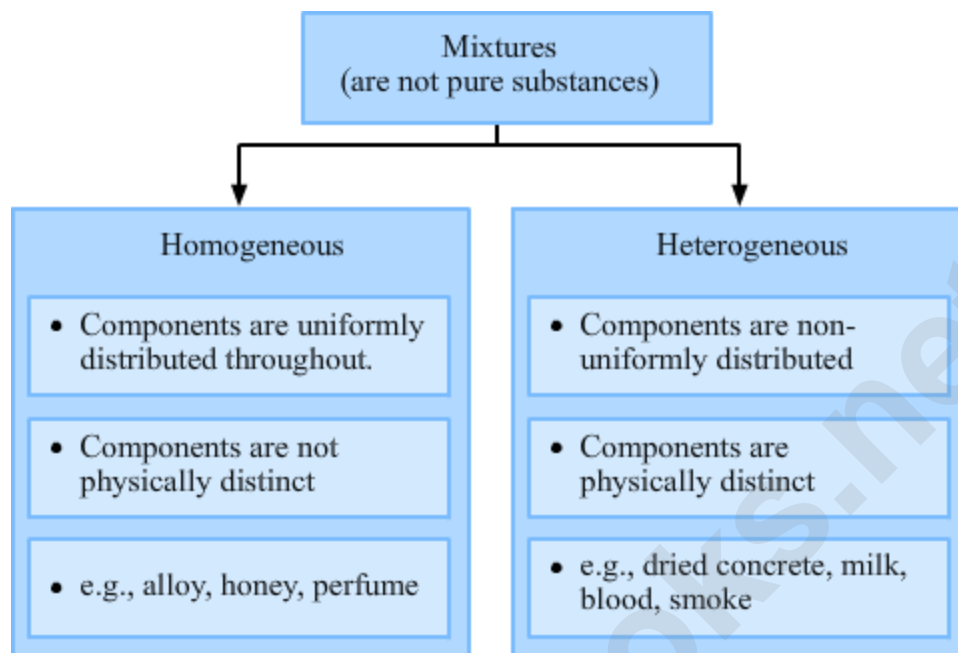 Mixtures
(are not pure substances)
Homogeneous
• Components are uniformly
distributed throughout.
• Components are not
physically distinct
• e.g., alloy, honey, perfume
Heterogeneous
• Components are non-
uniformly distributed
• Components are
physically distinct
• e.g., dried concrete, milk,
blood, smoke